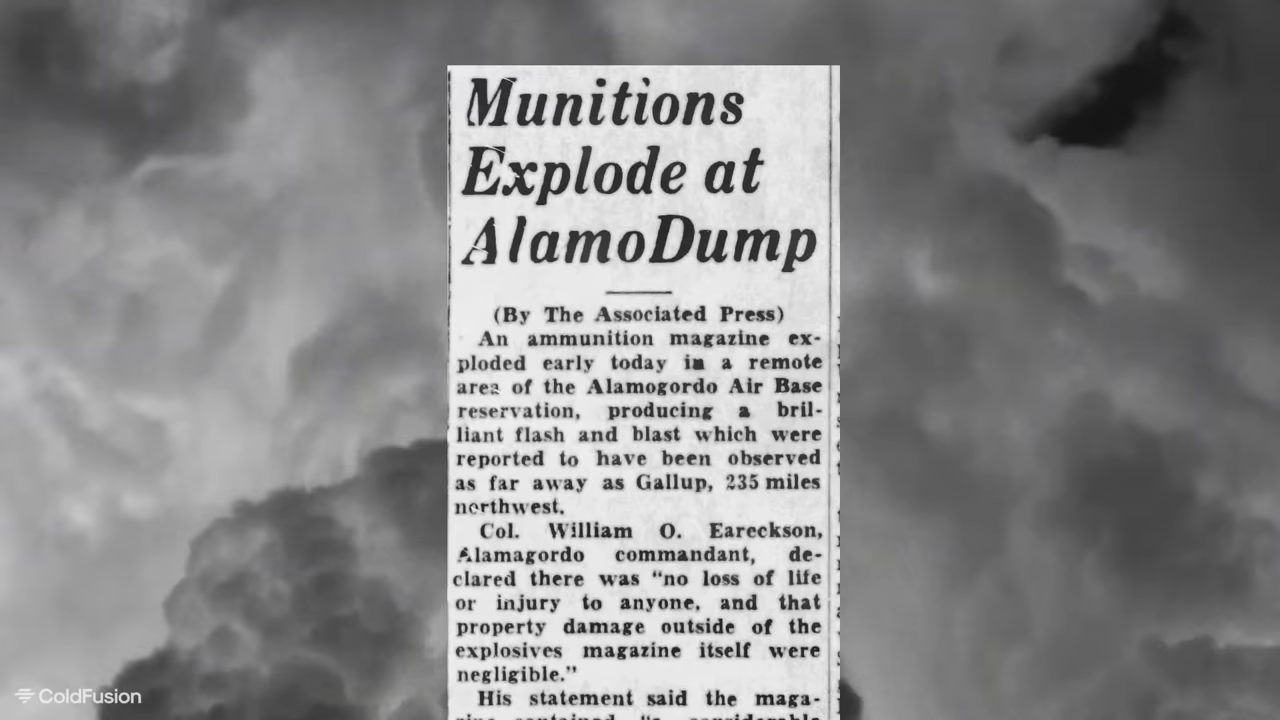 Munitions
Explode at
Alamo Dump
(By The Associated Press)
An ammunition magazine ex-
ploded early today in a remote
area of the Alamogordo Air Base
reservation, producing a bril-
liant flash and blast which were
reported to have been observed
as far away as Gallup, 235 miles
northwest.
Col. William O. Eareckson,
Alamagordo commandant, de-
clared there was "no loss of life
or injury to anyone, and that
property damage outside of the
explosives magazine itself were
negligible."
His statement said the maga-
ColdFusion